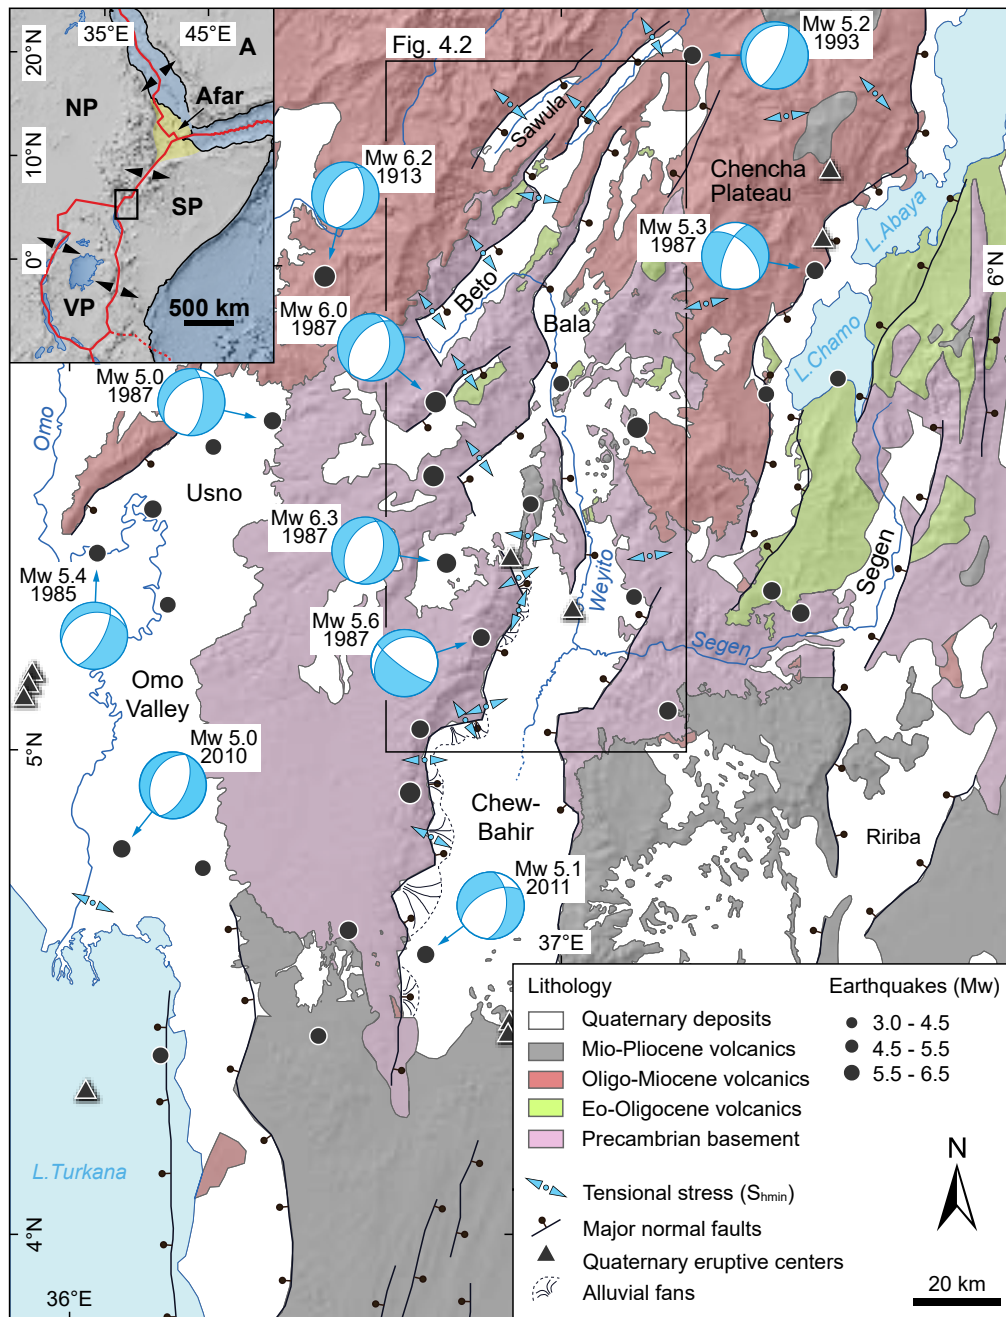 35°E
45°E
A
20°N
NP
Afar
10°N
SP
0°
VP
500 km
Fig. 4.2
Mw 5.2
1993
Sawula
Mw 6.2
1913
Chencha
Plateau
L.Abaya
Mw 5.3
1987
6°N
Beto
Mw 6.0
1987
Bala
L.Chamo
Mw 5.0
1987
Omo
Usno
Mw 6.3
1987
Segen
Mw 5.4
1985
Weyito
Mw 5.6
1987
Segen
Omo
Valley
Mw 5.0
2010
5°N
Chew-
Bahir
Ririba
Mw 5.1
2011
37°E
L.Turkana
4°N
36°E
Lithology
Quaternary deposits
Mio-Pliocene volcanics
Oligo-Miocene volcanics
Eo-Oligocene volcanics
Precambrian basement
Earthquakes (Mw)
3.0 - 4.5
4.5 - 5.5
5.5 - 6.5
Tensional stress (Shmin)
Major normal faults
Quaternary eruptive centers
Alluvial fans
N
20 km